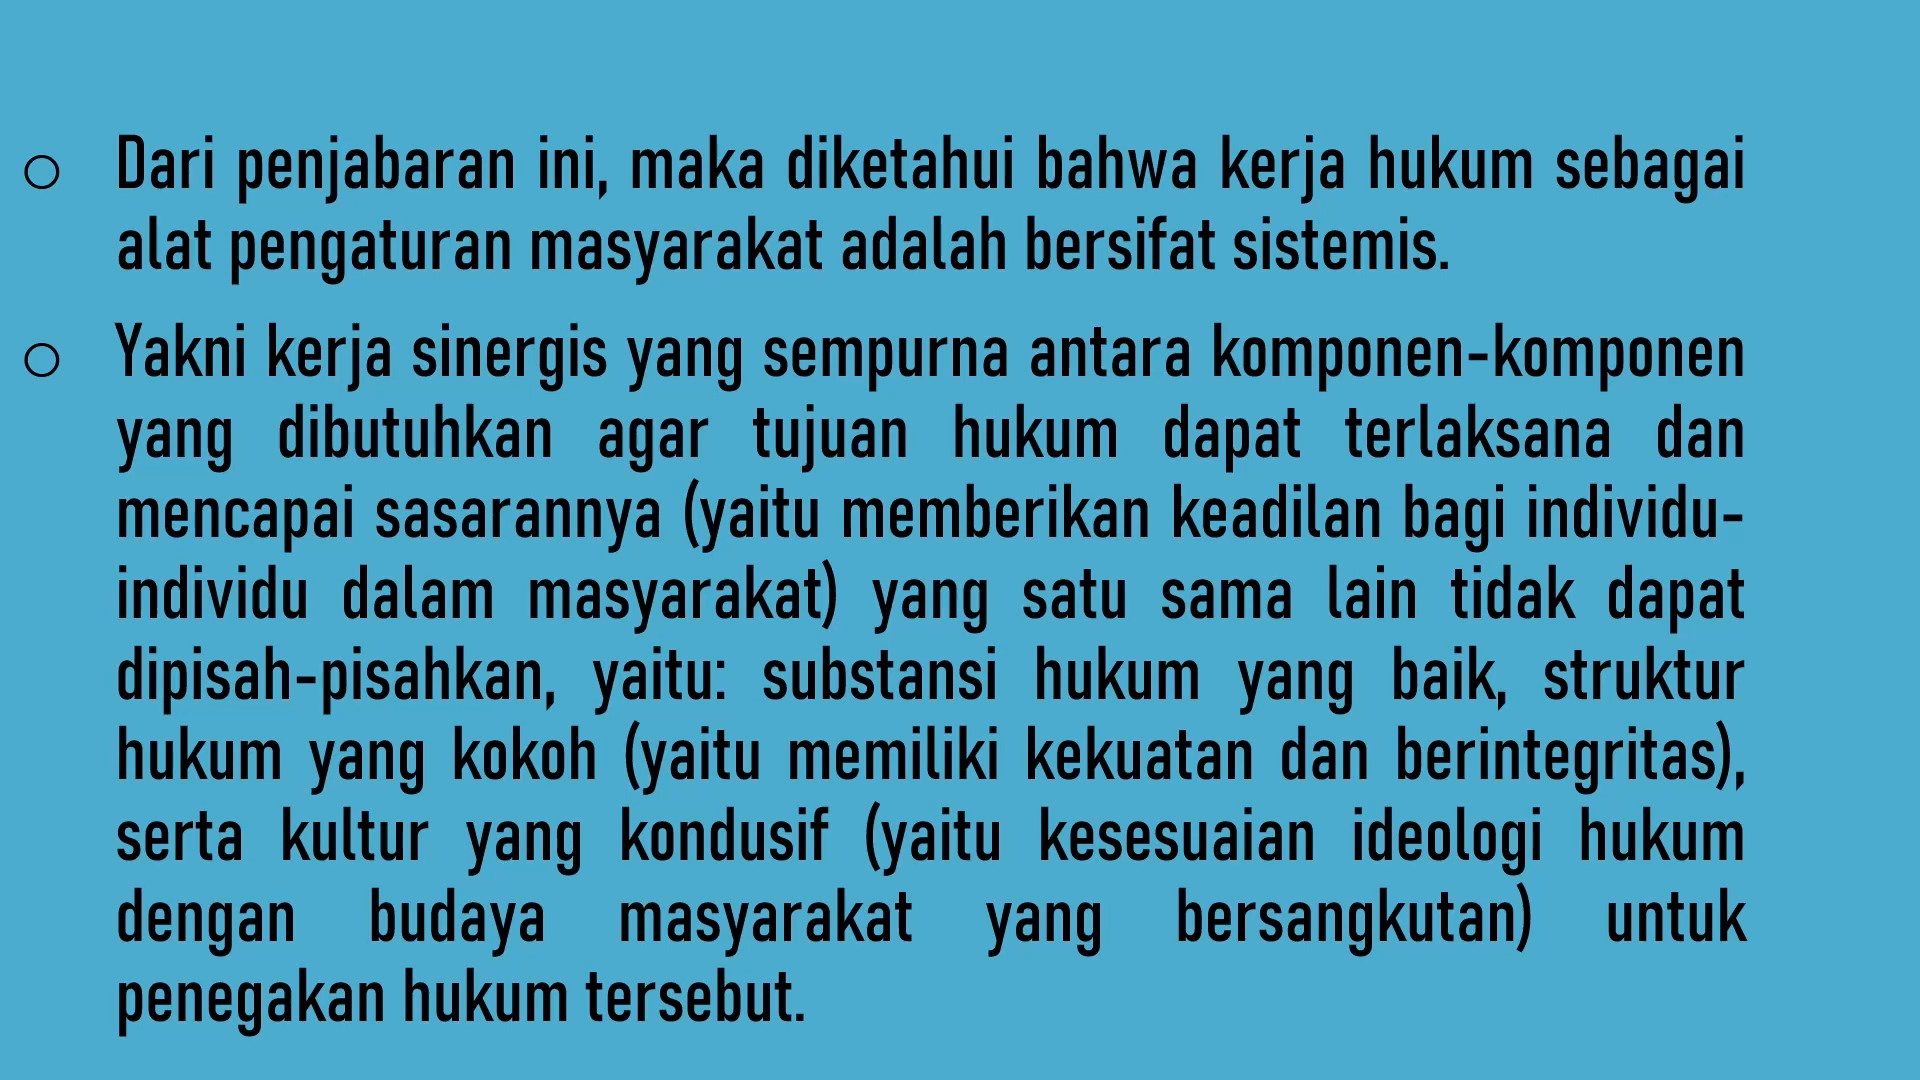 Dari penjabaran ini, maka diketahui bahwa kerja hukum sebagai
alat pengaturan masyarakat adalah bersifat sistemis.
Yakni kerja sinergis yang sempurna antara komponen-komponen
yang dibutuhkan agar tujuan hukum dapat terlaksana dan
mencapai sasarannya (yaitu memberikan keadilan bagi individu-
individu dalam masyarakat) yang satu sama lain tidak dapat
dipisah-pisahkan, yaitu: substansi hukum yang baik, struktur
hukum yang kokoh (yaitu memiliki kekuatan dan berintegritas),
serta kultur yang kondusif (yaitu kesesuaian ideologi hukum
dengan budaya masyarakat yang bersangkutan) untuk
penegakan hukum tersebut.